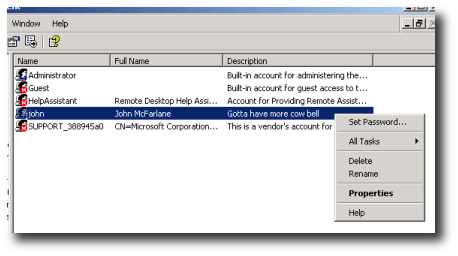 Window Help
Name Full Name Description
Administrator Built-in account for administering the...
Guest Built-in account for guest access to t...
HelpAssistant Remote Desktop Help Assi... Account for Providing Remote Assist...
john John McFarlane Gotta have more cow bell
SUPPORT_388945a0 CN=Microsoft Corporation... This is a vendor's account for
Set Password...
All Tasks
Delete
Rename
Properties
Help